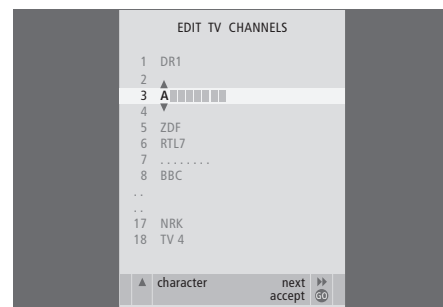 EDIT TV CHANNELS
1 DR1
2
3 A
4
5 ZDF
6 RTL7
7 ........
8 BBC
..
..
17 NRK
18 TV 4
character next
accept GO